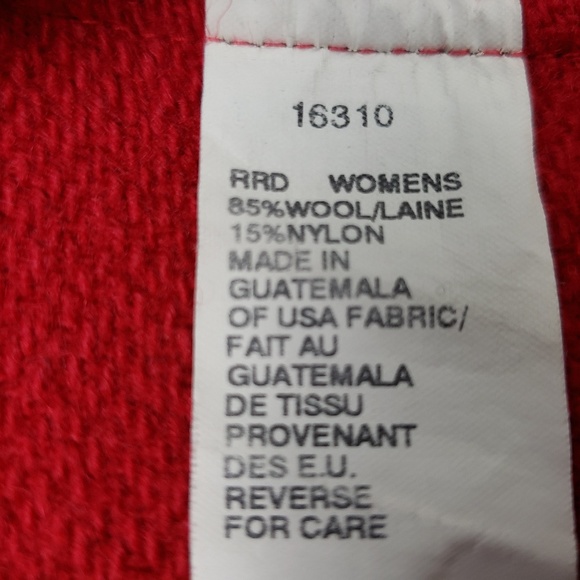 16310
RRD WOMENS
85%WOOL/LAINE
15%NYLON
MADE IN
GUATEMALA
OF USA FABRIC/
FAIT AU
GUATEMALA
DE TISSU
PROVENANT
DES E.U.
REVERSE
FOR CARE